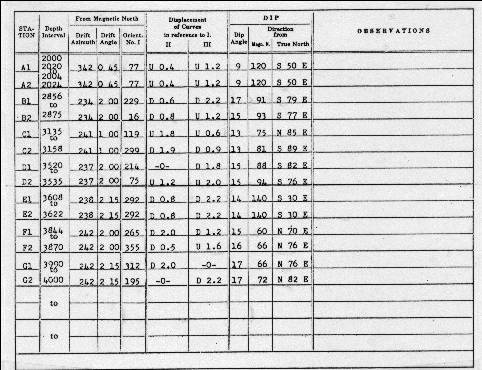 STA-TION Depth Interval From Magnetic North Displacement of Curves in reference to I. DIP OBSERVATIONS
Drift Azimuth Drift Angle Orient. No. I II III Dip Angle Direction from Magn. N. True North
2000
A1 2020 342 0 45 77 U 0.4 U 1.2 9 120 S 50 E
2004
A2 2024 342 0 45 77 U 0.4 U 1.2 9 120 S 50 E
B1 2856 234 2 00 229 D 0.6 D 2.2 17 91 S 79 E
to
B2 2875 234 2 00 16 D 0.8 U 1.2 15 93 S 77 E
C1 3135 241 1 00 119 U 1.8 U 0.6 13 75 N 85 E
to
C2 3158 241 1 00 299 D 1.9 D 0.9 13 81 S 89 E
D1 3520 237 2 00 214 -0- D 1.8 15 88 S 82 E
to
D2 3535 237 2 00 75 U 1.2 U 2.0 15 94 S 76 E
E1 3608 238 2 15 292 D 0.8 D 2.2 14 140 S 30 E
to
E2 3622 238 2 15 292 D 0.8 D 2.2 14 140 S 30 E
F1 3844 242 2 00 265 D 2.0 D 1.2 15 60 N 70 E
to
F2 3870 242 2 00 355 D 0.5 U 1.6 16 66 N 76 E
G1 3990 242 2 15 312 D 2.0 -0- 17 66 N 76 E
to
G2 4000 242 2 15 195 -0- D 2.2 17 72 N 82 E
to
to